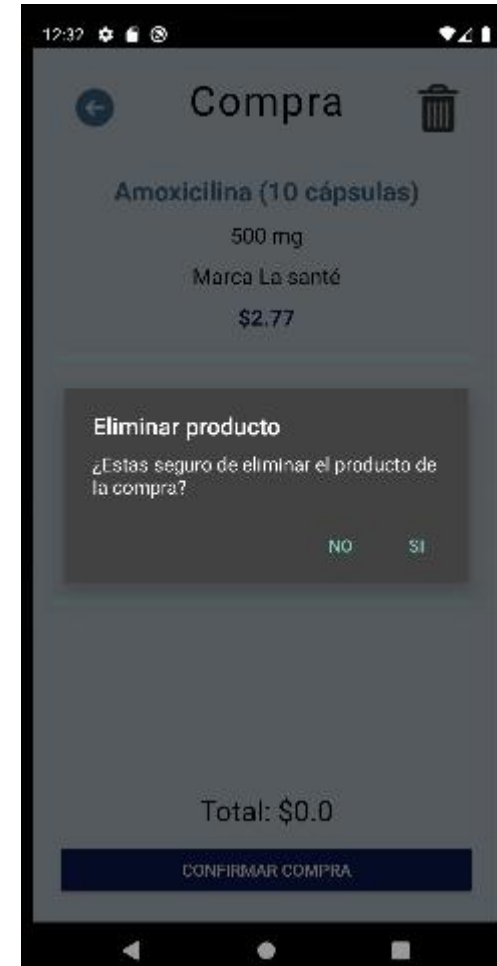 12:32
Compra
Amoxicilina (10 cápsulas)
500 mg
Marca La santé
$2.77
Eliminar producto
¿Estas seguro de eliminar el producto de
la compra?
NO SI
Total: $0.0
CONFIRMAR COMPRA